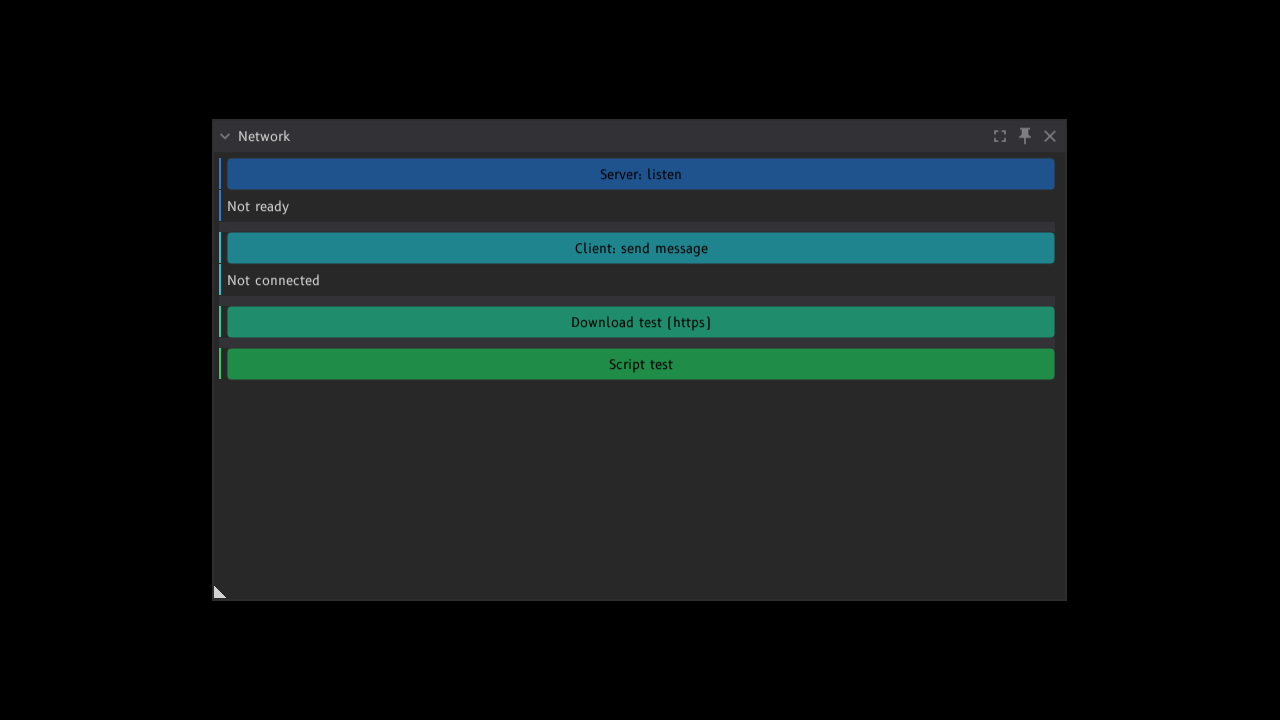 Network
Server: listen
Not ready
Client: send message
Not connected
Download test (https)
Script test